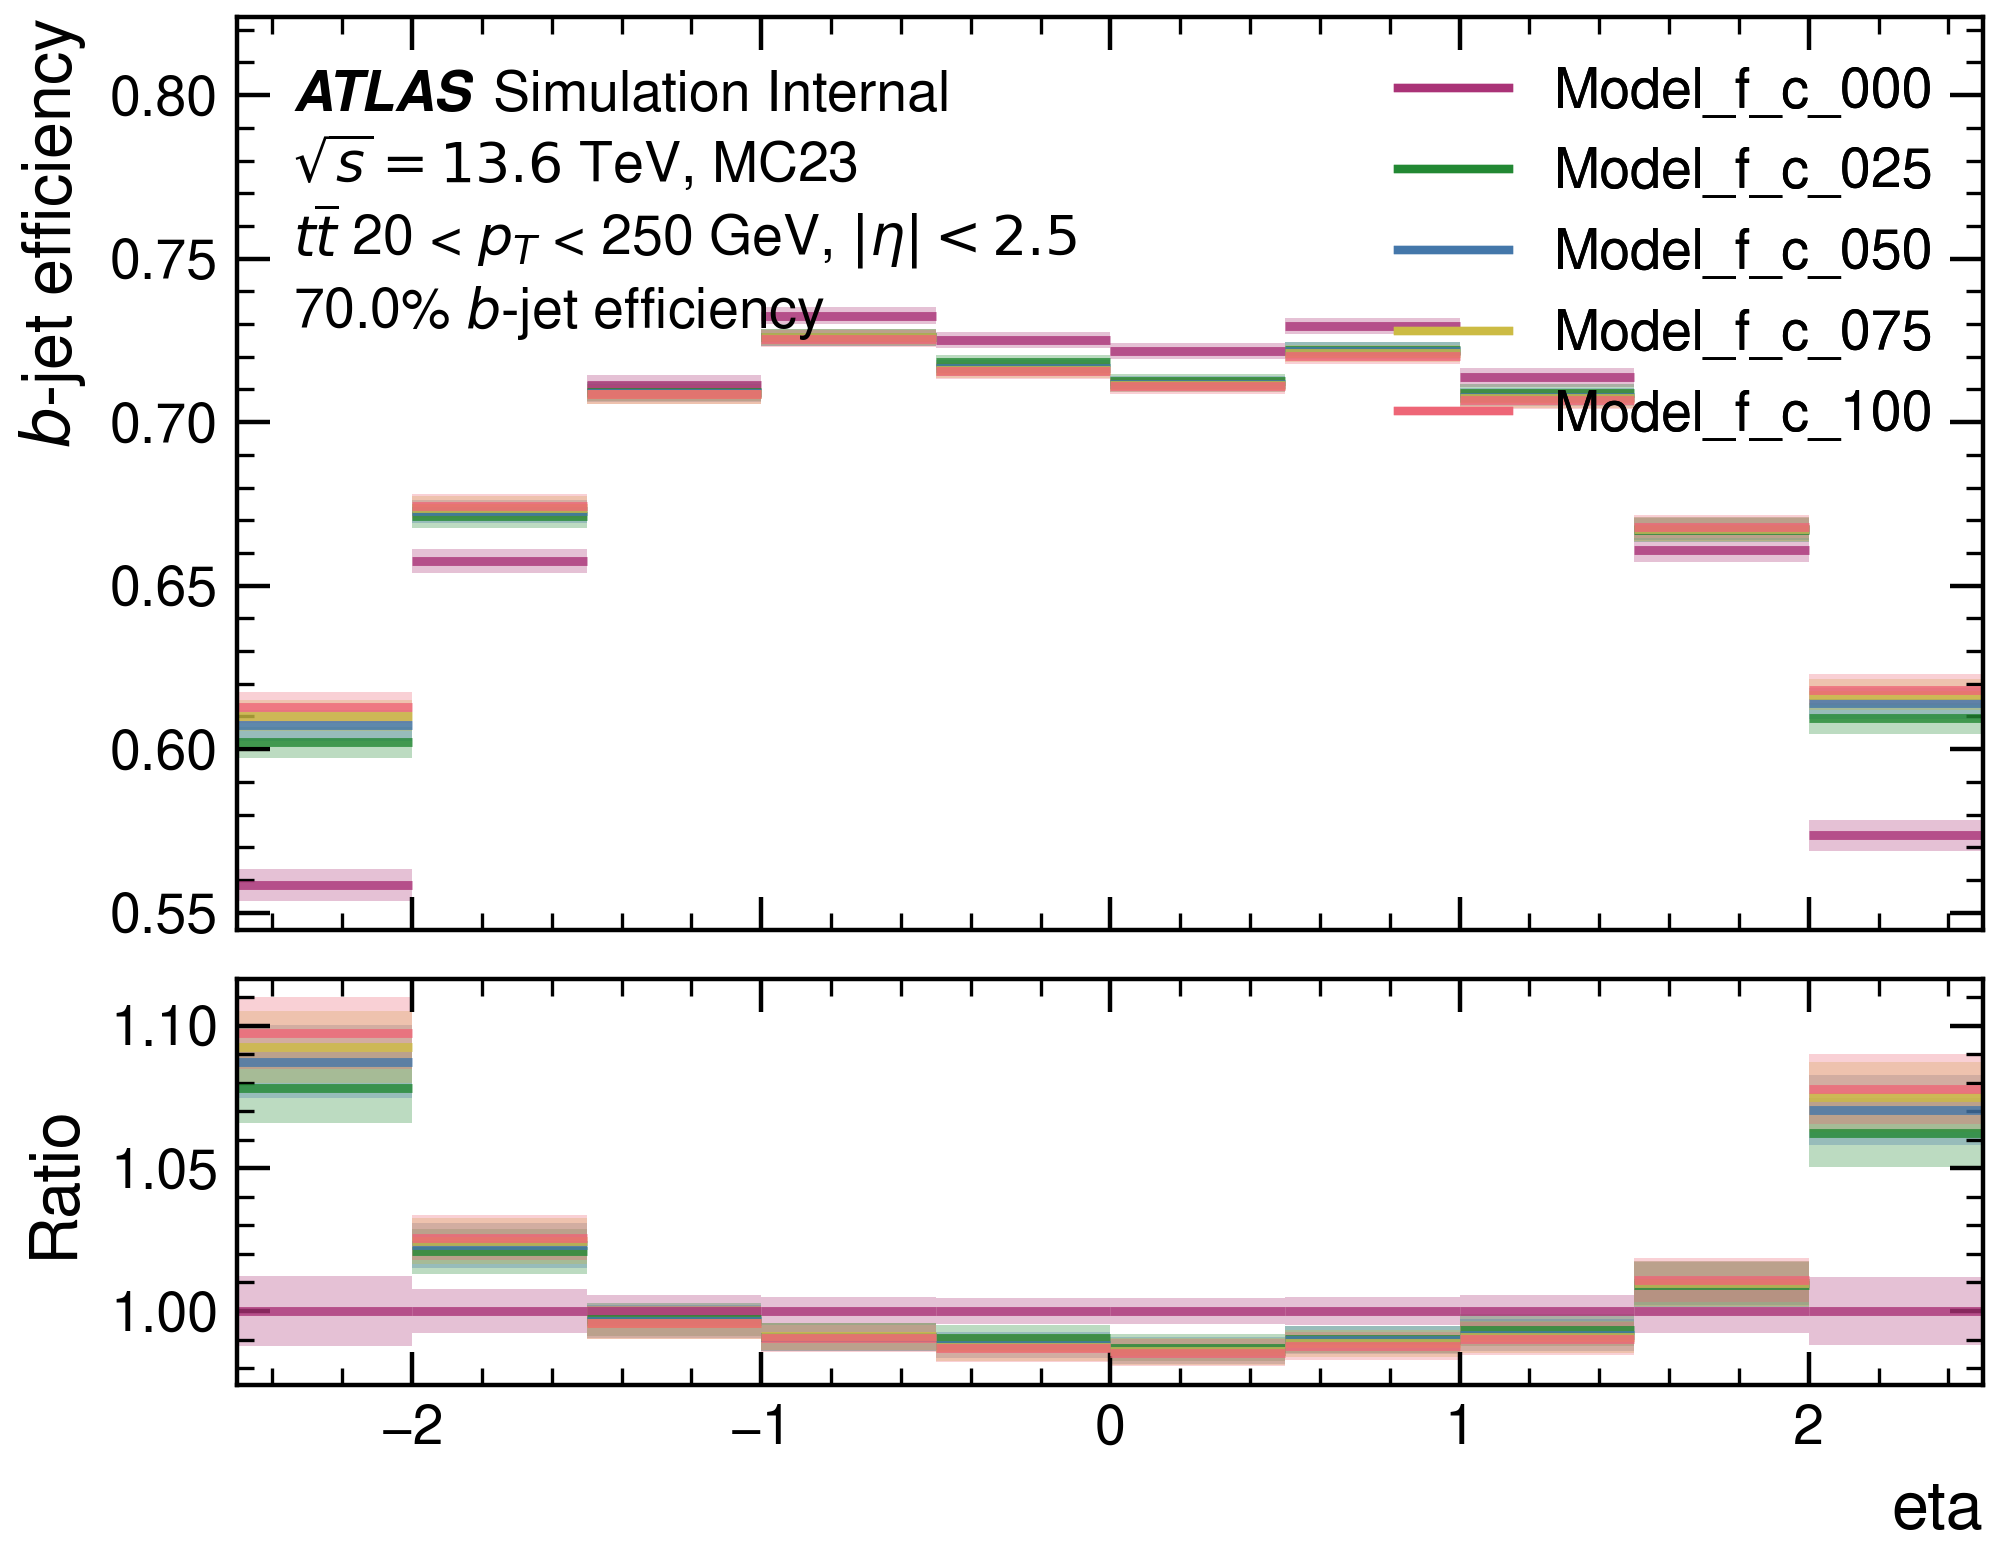 b-jet efficiency
0.80
0.75
0.70
0.65
0.60
0.55
ATLAS Simulation Internal
√s = 13.6 TeV, MC23
tt̄ 20 < p_T < 250 GeV, |η| < 2.5
70.0% b-jet efficiency
Model_f_c_000
Model_f_c_025
Model_f_c_050
Model_f_c_075
Model_f_c_100
Ratio
1.10
1.05
1.00
−2 −1 0 1 2
eta